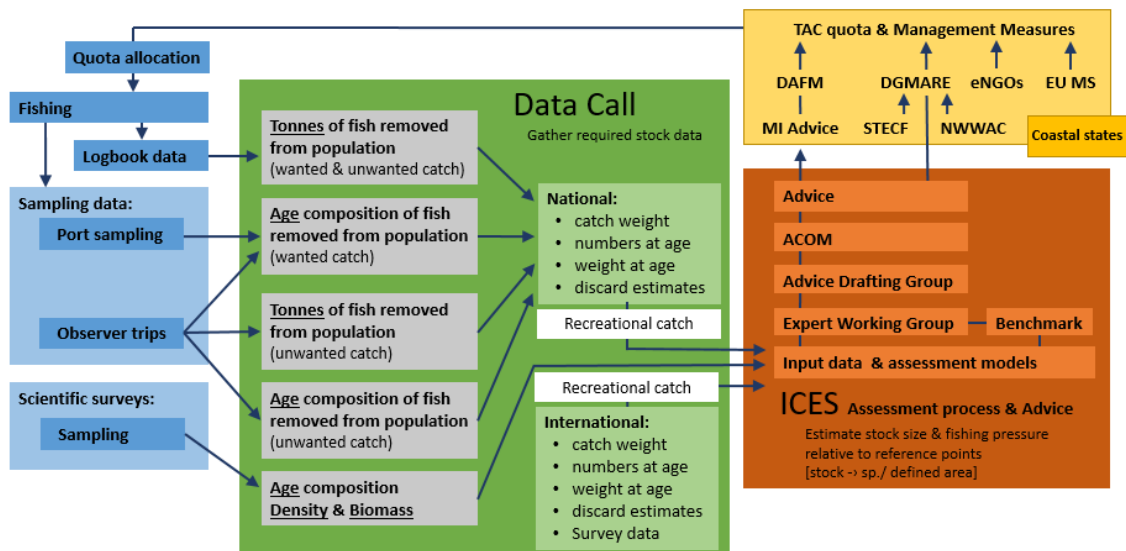 TAC quota & Management Measures
DAFM
DGMARE
eNGOs
EU MS
MI Advice
STECF
NWWAC
Coastal states
Quota allocation
Fishing
Logbook data
Sampling data:
Port sampling
Observer trips
Scientific surveys:
Sampling
Data Call
Gather required stock data
Tonnes of fish removed
from population
(wanted & unwanted catch)
Age composition of fish
removed from population
(wanted catch)
Tonnes of fish removed
from population
(unwanted catch)
Age composition of fish
removed from population
(unwanted catch)
Age composition
Density & Biomass
National:
• catch weight
• numbers at age
• weight at age
• discard estimates
Recreational catch
Recreational catch
International:
• catch weight
• numbers at age
• weight at age
• discard estimates
• Survey data
Advice
ACOM
Advice Drafting Group
Expert Working Group
Benchmark
Input data & assessment models
ICES Assessment process & Advice
Estimate stock size & fishing pressure
relative to reference points
[stock -› sp./ defined area]